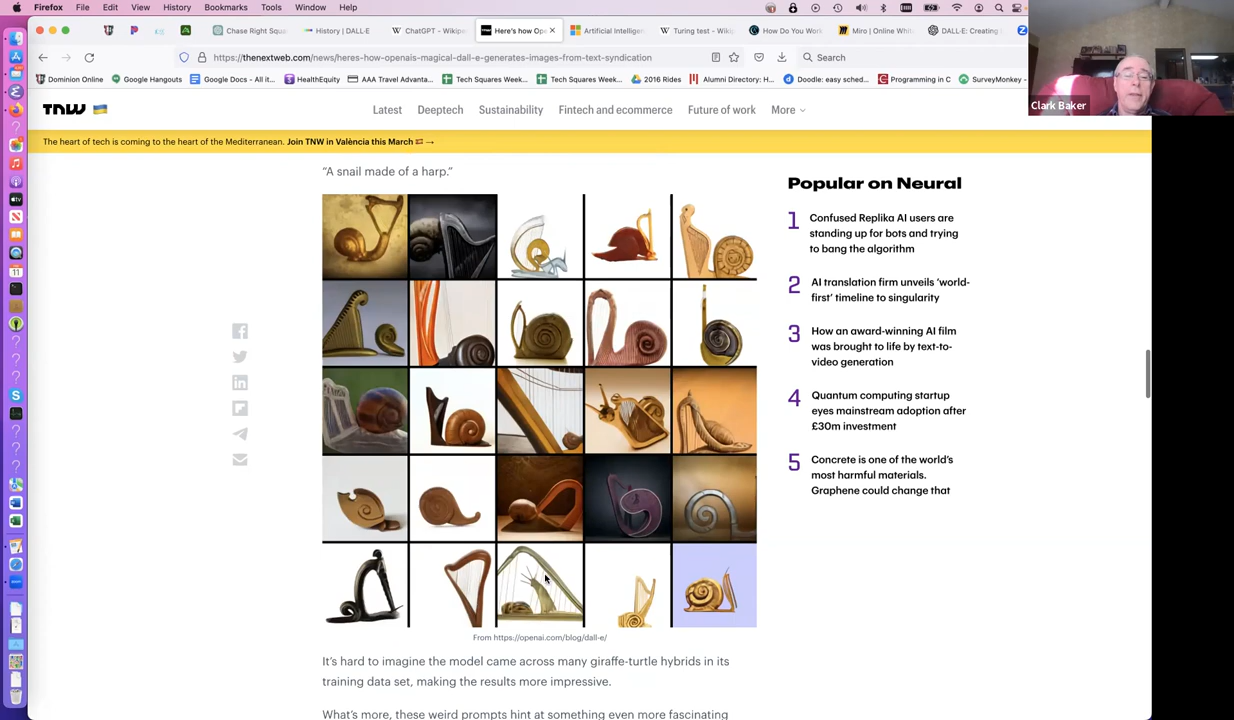 Firefox File Edit View History Bookmarks Tools Window Help
Chase Right Squ
History | DALL-E
ChatGPT - Wikipe
Here's how Ope
Artificial Intelligen
Turing test - Wikip
How Do You Work
Miro | Online Whit
DALL·E: Creating
https://thenextweb.com/news/heres-how-openais-magical-dall-e-generates-images-from-text-syndication
Search
Dominion Online Google Hangouts Google Docs - All it... HealthEquity AAA Travel Advanta... Tech Squares Week... Tech Squares Week... 2016 Rides Alumni Directory: H... Doodle: easy sched... Programming in C SurveyMonkey
Clark Baker
TNW Latest Deeptech Sustainability Fintech and ecommerce Future of work More
The heart of tech is coming to the heart of the Mediterranean. Join TNW in València this March →
“A snail made of a harp.”
From https://openai.com/blog/dall-e/
It’s hard to imagine the model came across many giraffe-turtle hybrids in its
training data set, making the results more impressive.
What’s more, these weird prompts hint at something even more fascinating
Popular on Neural
1 Confused Replika AI users are
standing up for bots and trying
to bang the algorithm
2 AI translation firm unveils ‘world-
first’ timeline to singularity
3 How an award-winning AI film
was brought to life by text-to-
video generation
4 Quantum computing startup
eyes mainstream adoption after
£30m investment
5 Concrete is one of the world’s
most harmful materials.
Graphene could change that